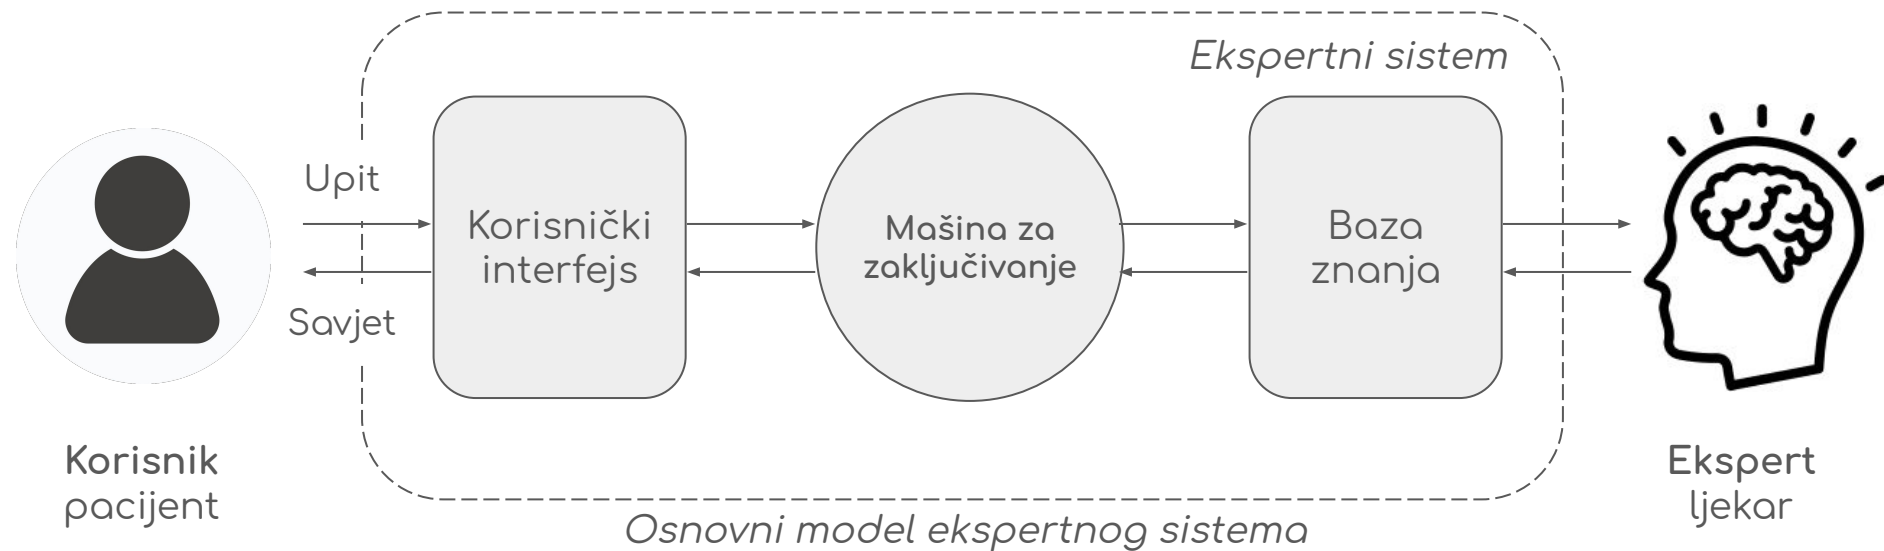 Ekspertni sistem
Upit
Savjet
Korisnički
interfejs
Mašina za
zaključivanje
Baza
znanja
Korisnik
pacijent
Ekspert
ljekar
Osnovni model ekspertnog sistema